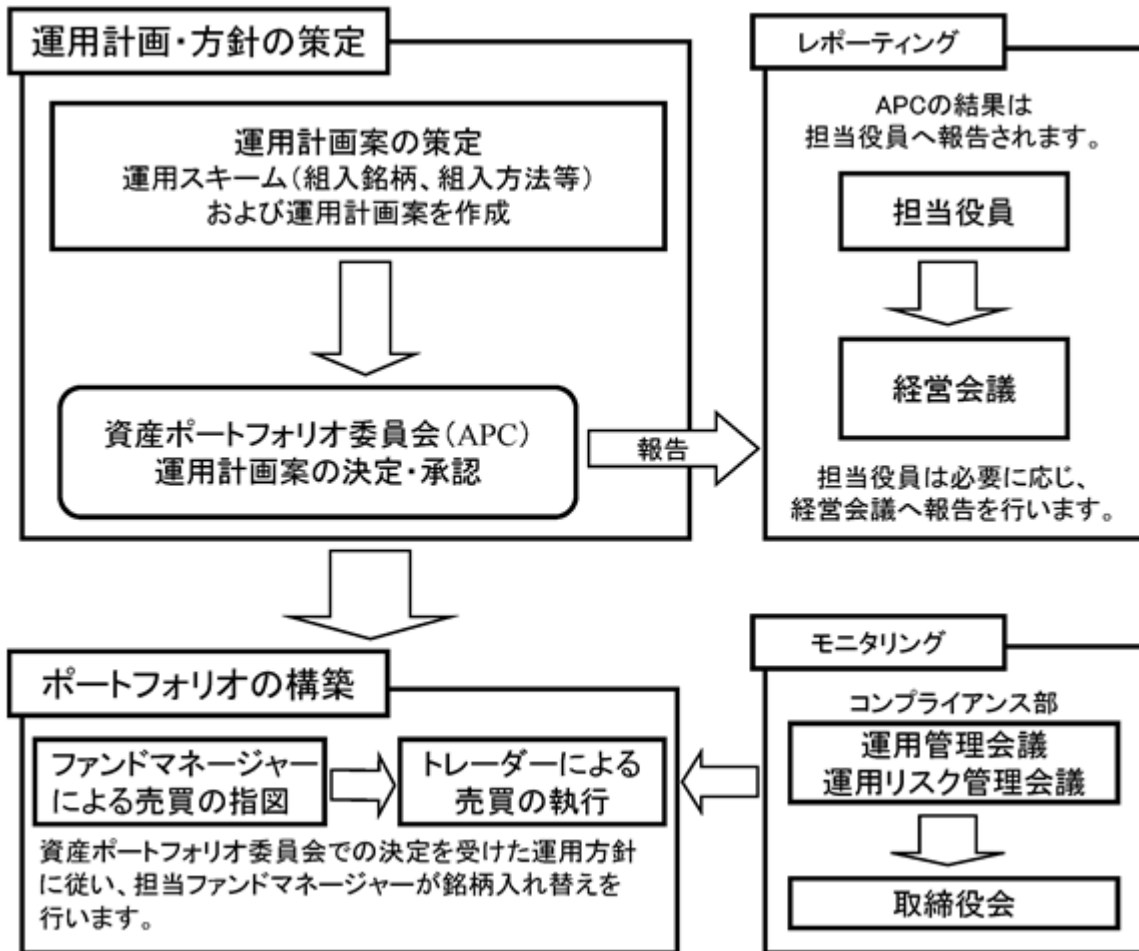 運用計画・方針の策定
運用計画案の策定
運用スキーム（組入銘柄、組入方法等）
および運用計画案を作成
資産ポートフォリオ委員会（APC）
運用計画案の決定・承認
報告
レポーティング
APCの結果は
担当役員へ報告されます。
担当役員
経営会議
担当役員は必要に応じ、
経営会議へ報告を行います。
ポートフォリオの構築
ファンドマネージャー
による売買の指図
トレーダーによる
売買の執行
資産ポートフォリオ委員会での決定を受けた運用方針
に従い、担当ファンドマネージャーが銘柄入れ替えを
行います。
モニタリング
コンプライアンス部
運用管理会議
運用リスク管理会議
取締役会